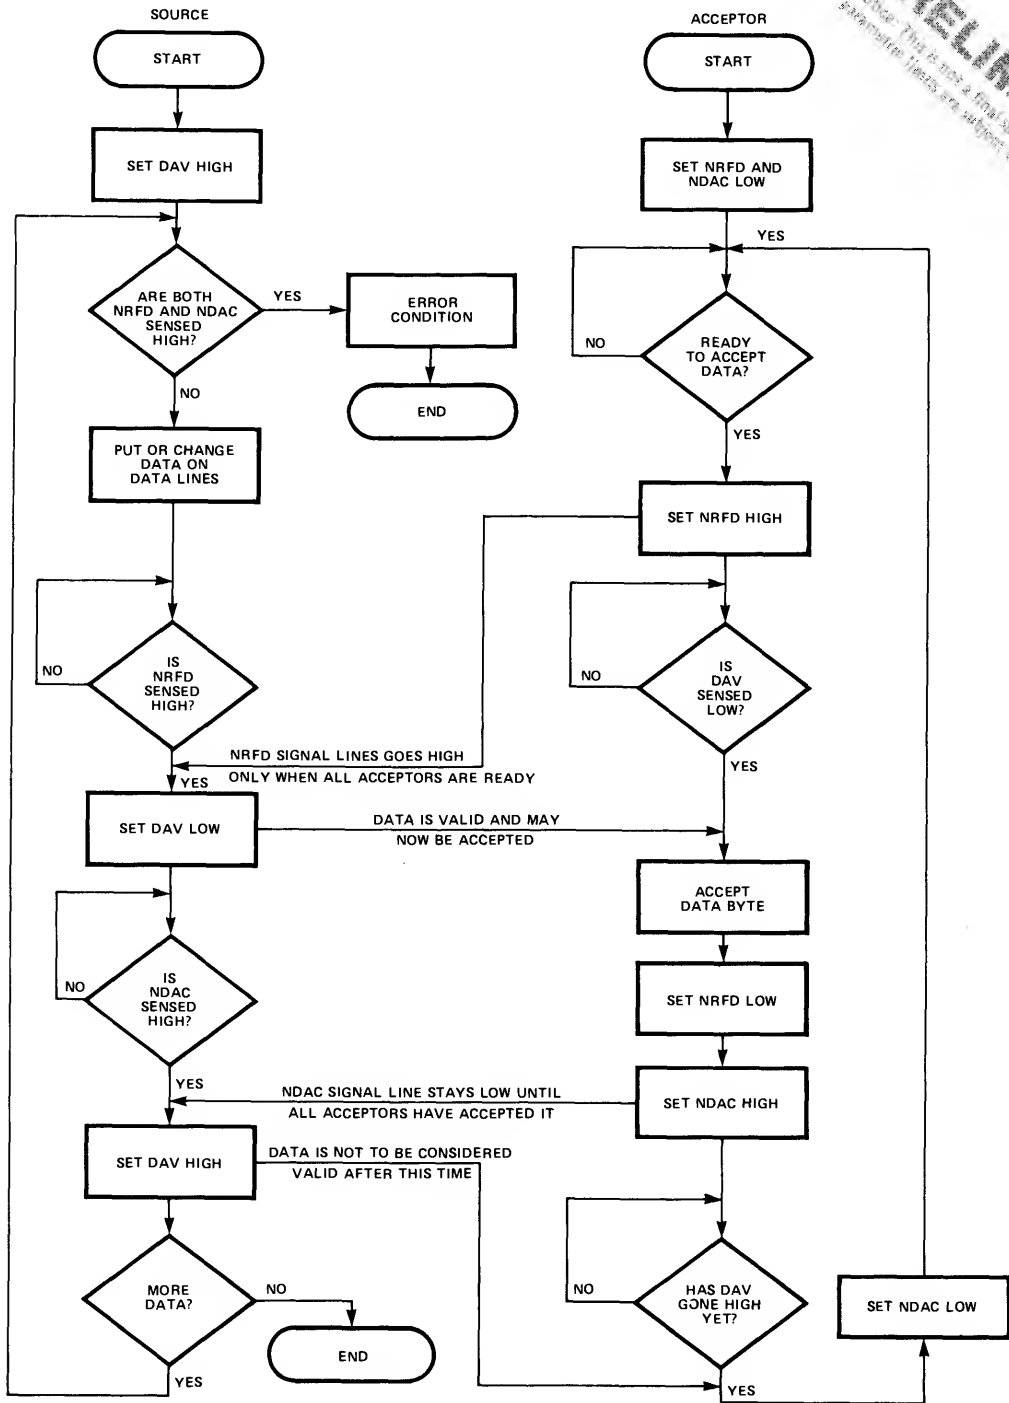 SOURCE
START
SET DAV HIGH
ARE BOTH
NRFD AND NDAC
SENSED
HIGH?
YES
ERROR
CONDITION
END
NO
PUT OR CHANGE
DATA ON
DATA LINES
IS
NRFD
SENSED
HIGH?
NO
YES
NRFD SIGNAL LINES GOES HIGH
ONLY WHEN ALL ACCEPTORS ARE READY
SET DAV LOW
DATA IS VALID AND MAY
NOW BE ACCEPTED
IS
NDAC
SENSED
HIGH?
NO
YES
NDAC SIGNAL LINE STAYS LOW UNTIL
ALL ACCEPTORS HAVE ACCEPTED IT
SET DAV HIGH
DATA IS NOT TO BE CONSIDERED
VALID AFTER THIS TIME
MORE
DATA?
NO
END
YES
ACCEPTOR
START
SET NRFD AND
NDAC LOW
YES
READY
TO ACCEPT
DATA?
NO
YES
SET NRFD HIGH
IS
DAV
SENSED
LOW?
NO
YES
ACCEPT
DATA BYTE
SET NRFD LOW
SET NDAC HIGH
HAS DAV
GONE HIGH
YET?
NO
YES
SET NDAC LOW
This is not a